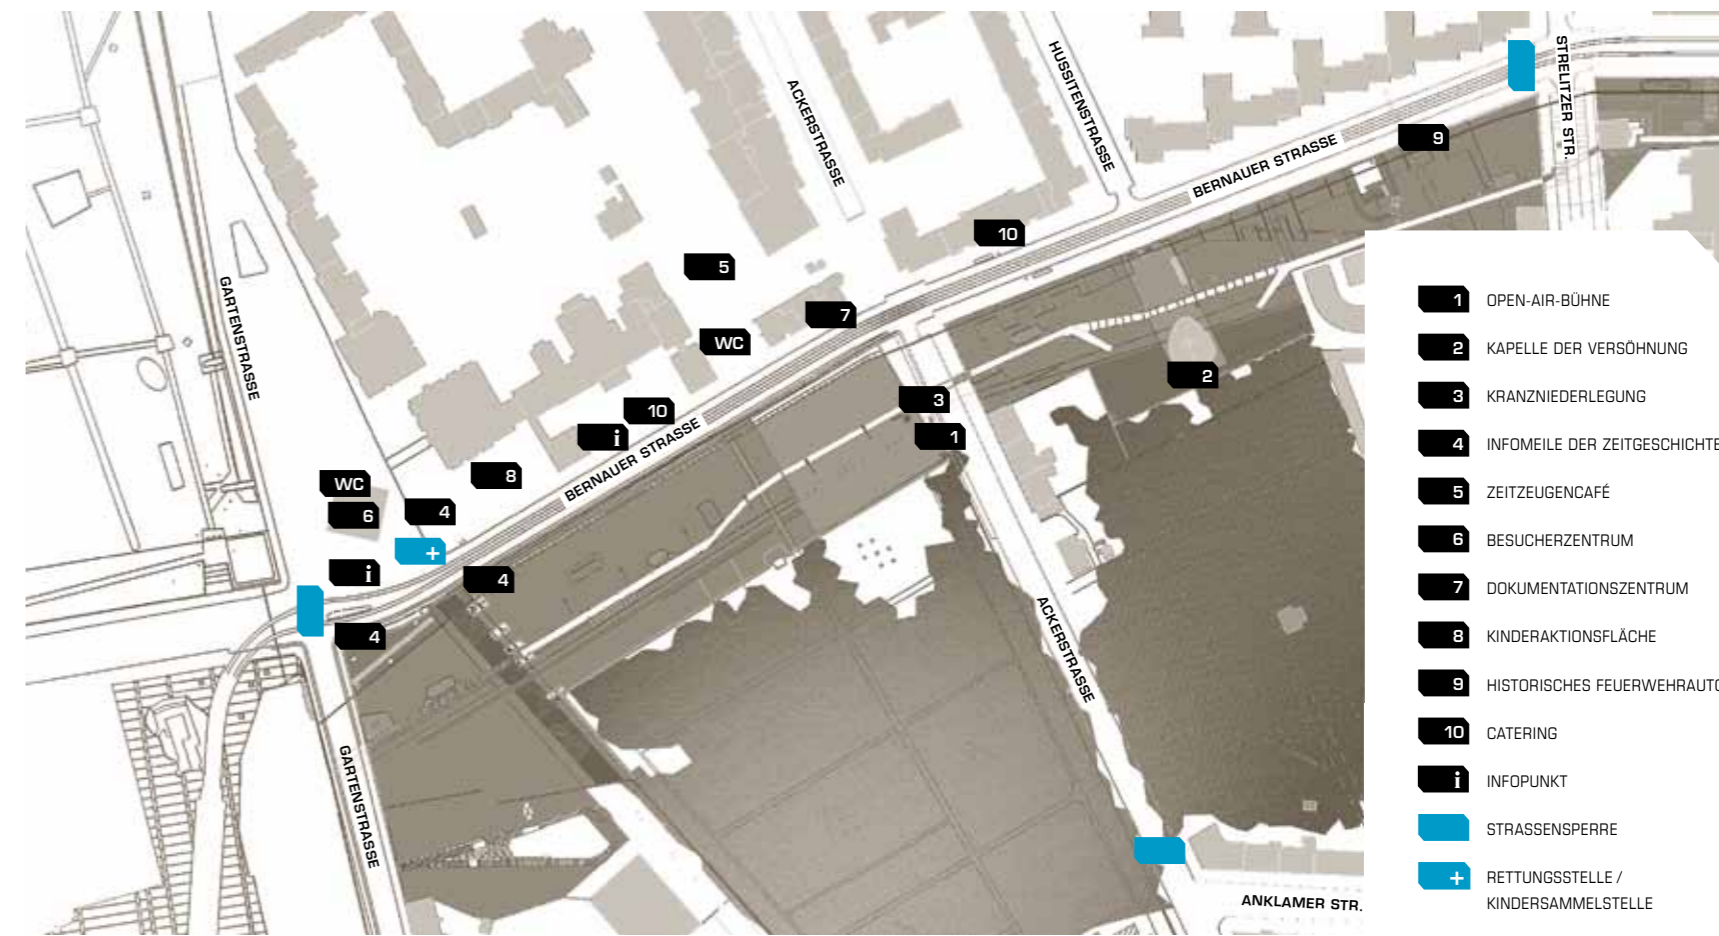 HUSSITENSTRASSE
STRELITZER STR.
ACKERSTRASSE
9
BERNAUER STRASSE
10
5
GARTENSTRASSE
7
WC
2
3
10
i
1
BERNAUER STRASSE
8
WC
6
4
+
i
4
4
ACKERSTRASSE
GARTENSTRASSE
ANKLAMER STR.
1 OPEN-AIR-BÜHNE
2 KAPELLE DER VERSÖHNUNG
3 KRANZNIEDERLEGUNG
4 INFOMEILE DER ZEITGESCHICHTE
5 ZEITZEUGENCAFÉ
6 BESUCHERZENTRUM
7 DOKUMENTATIONSZENTRUM
8 KINDERAKTIONSFLÄCHE
9 HISTORISCHES FEUERWEHRAUTO
10 CATERING
i INFOPUNKT
STRASSENSPERRE
+ RETTUNGSSTELLE /
KINDERSAMMELSTELLE